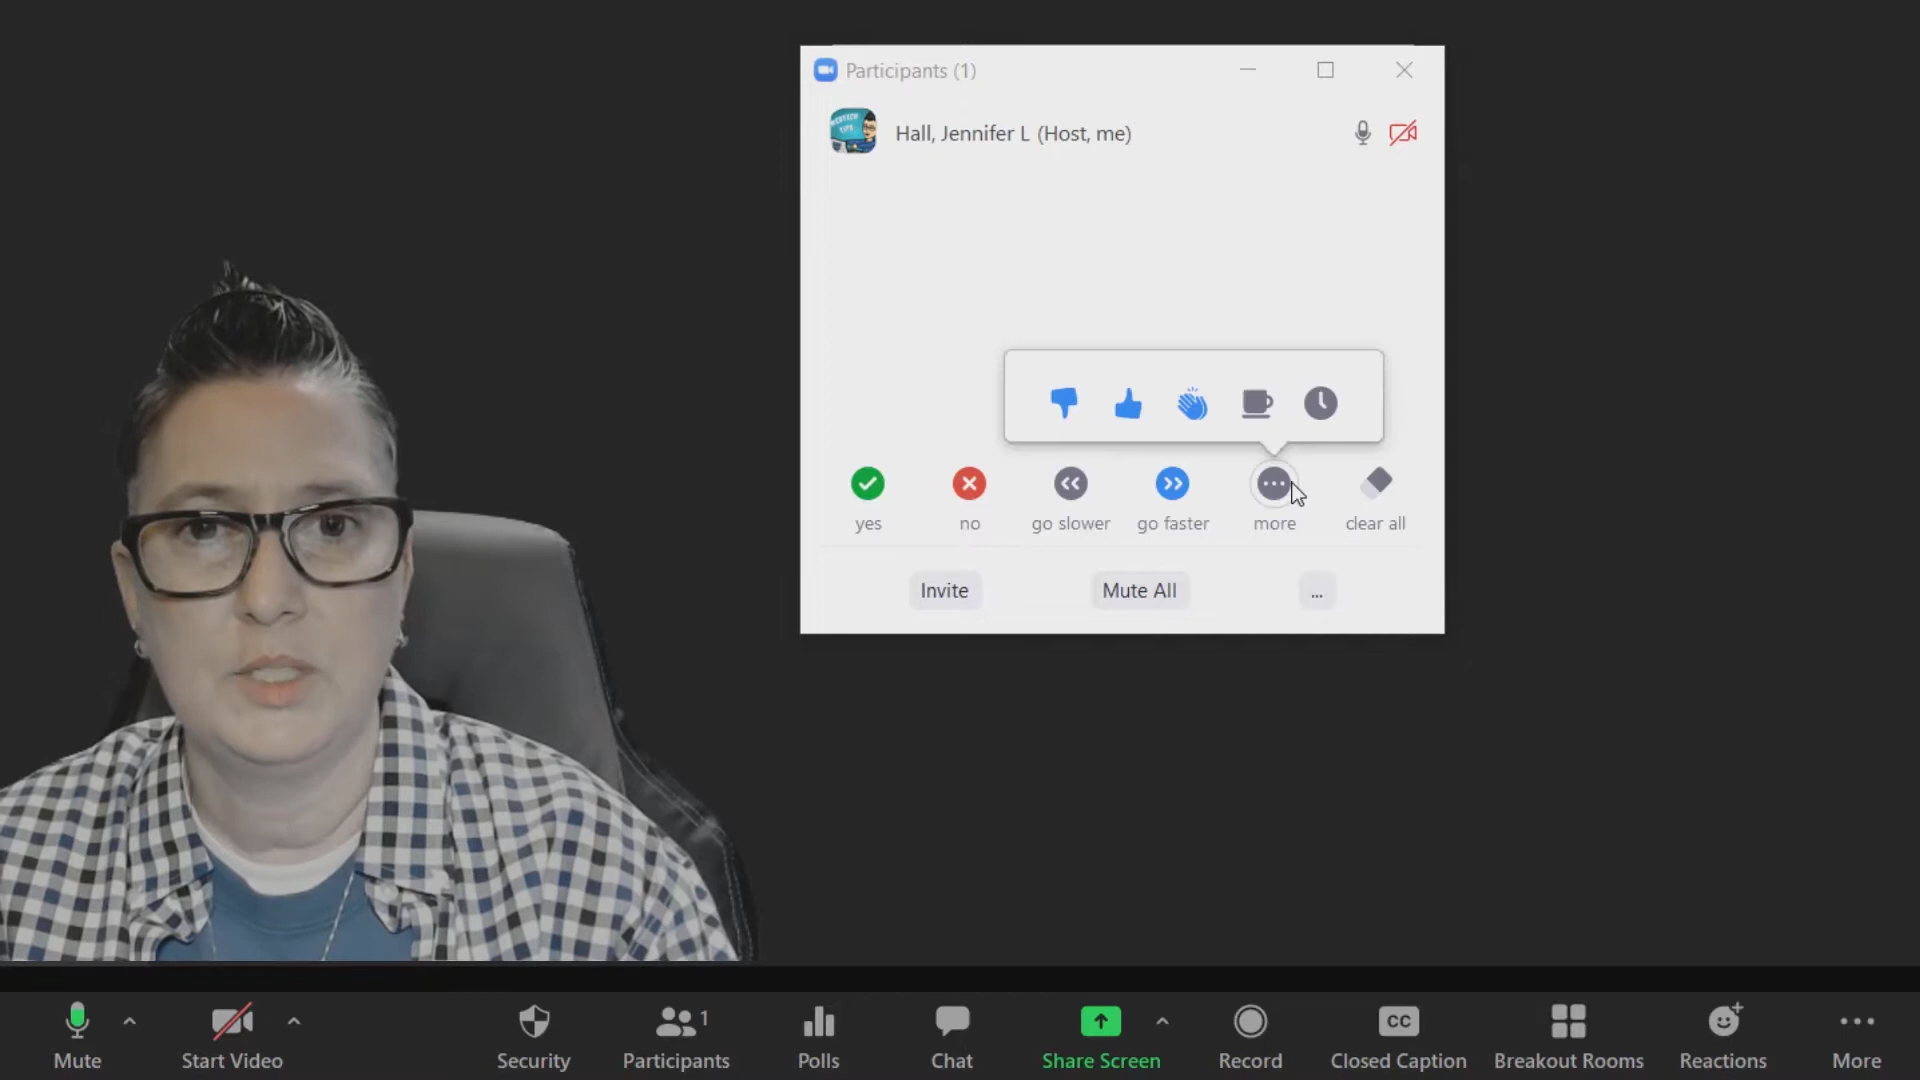 Participants (1)
Hall, Jennifer L (Host, me)
yes no go slower go faster more clear all
Invite Mute All ...
1
CC
Mute Start Video Security Participants Polls Chat Share Screen Record Closed Caption Breakout Rooms Reactions More